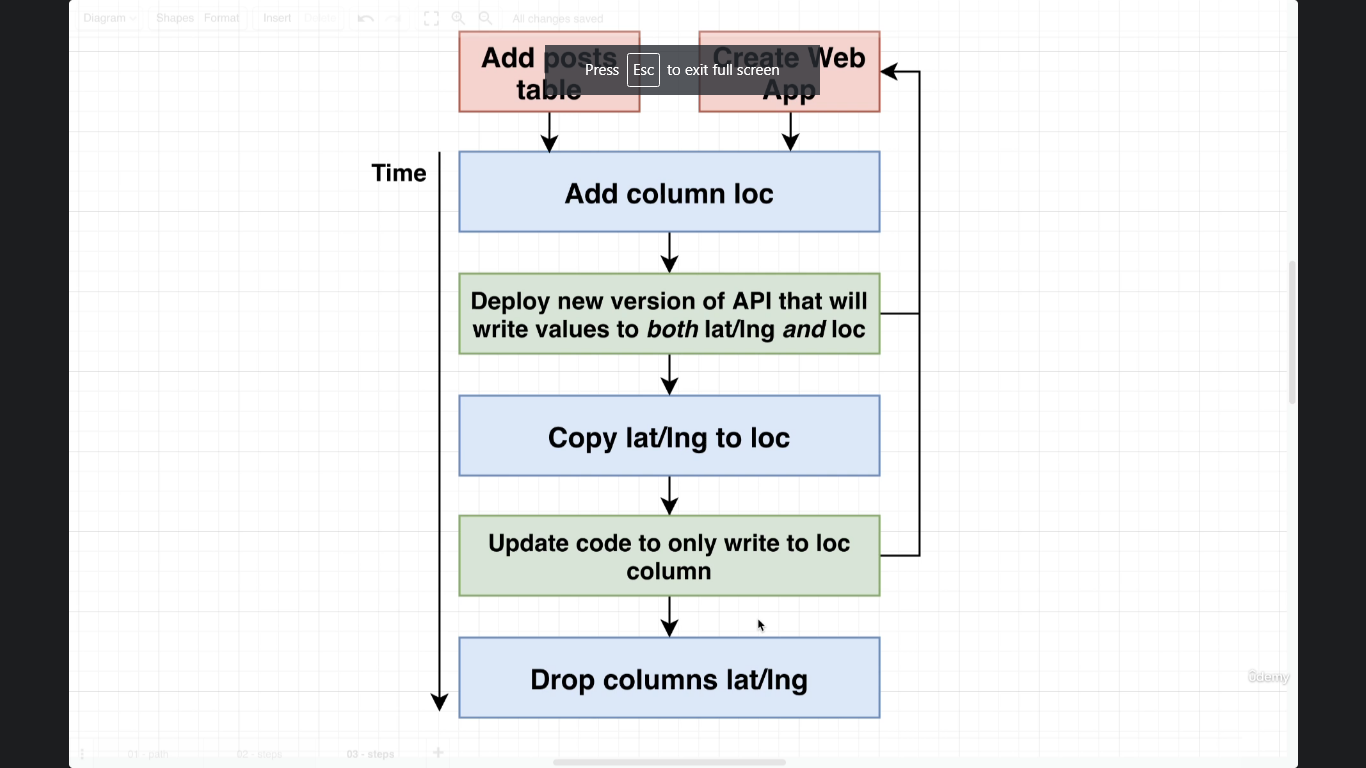 Diagram
Shapes
Format
Insert
Delete
All changes saved
Add posts
table
Create Web
App
Press Esc to exit full screen
Time
Add column loc
Deploy new version of API that will
write values to both lat/lng and loc
Copy lat/lng to loc
Update code to only write to loc
column
Drop columns lat/lng
ûdemy
01 - path
02 - steps
03 - steps